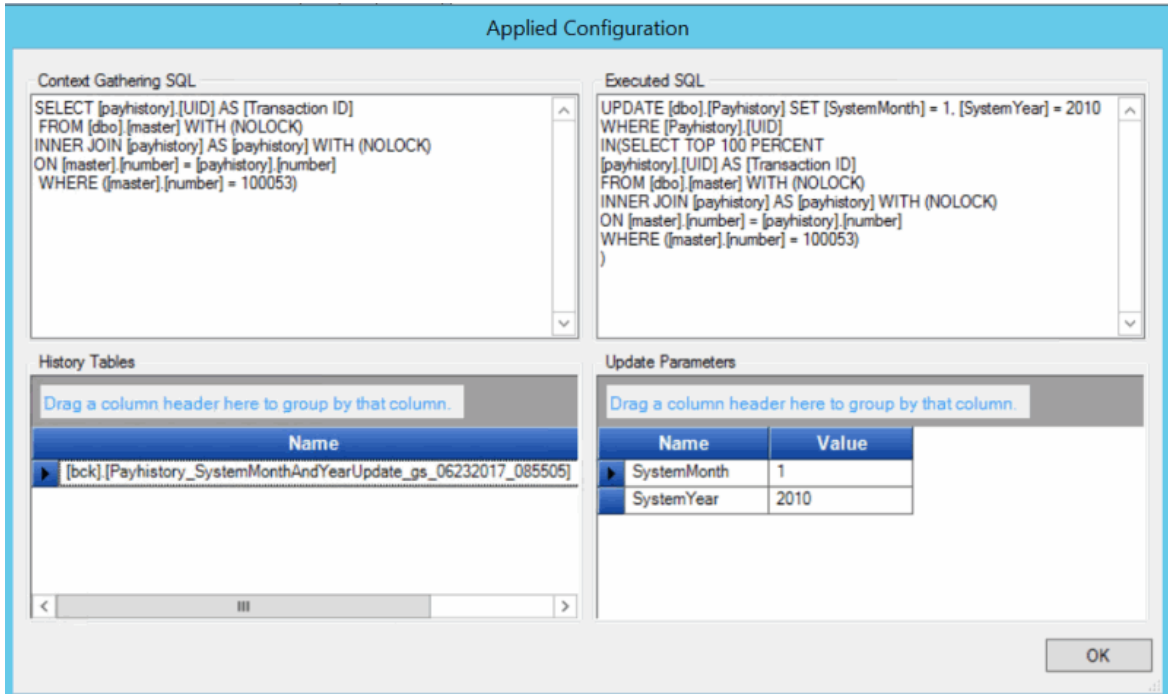 Applied Configuration
Context Gathering SQL
SELECT [payhistory].[UID] AS [Transaction ID]
FROM [dbo].[master] WITH (NOLOCK)
INNER JOIN [payhistory] AS [payhistory] WITH (NOLOCK)
ON [master].[number] = [payhistory].[number]
WHERE ([master].[number] = 100053)
Executed SQL
UPDATE [dbo].[Payhistory] SET [SystemMonth] = 1, [SystemYear] = 2010
WHERE [Payhistory].[UID]
IN(SELECT TOP 100 PERCENT
[payhistory].[UID] AS [Transaction ID]
FROM [dbo].[master] WITH (NOLOCK)
INNER JOIN [payhistory] AS [payhistory] WITH (NOLOCK)
ON [master].[number] = [payhistory].[number]
WHERE ([master].[number] = 100053)
)
History Tables
Drag a column header here to group by that column.
Name
[bck].[Payhistory_SystemMonthAndYearUpdate_gs_06232017_085505]
Update Parameters
Drag a column header here to group by that column.
Name Value
SystemMonth 1
SystemYear 2010
OK